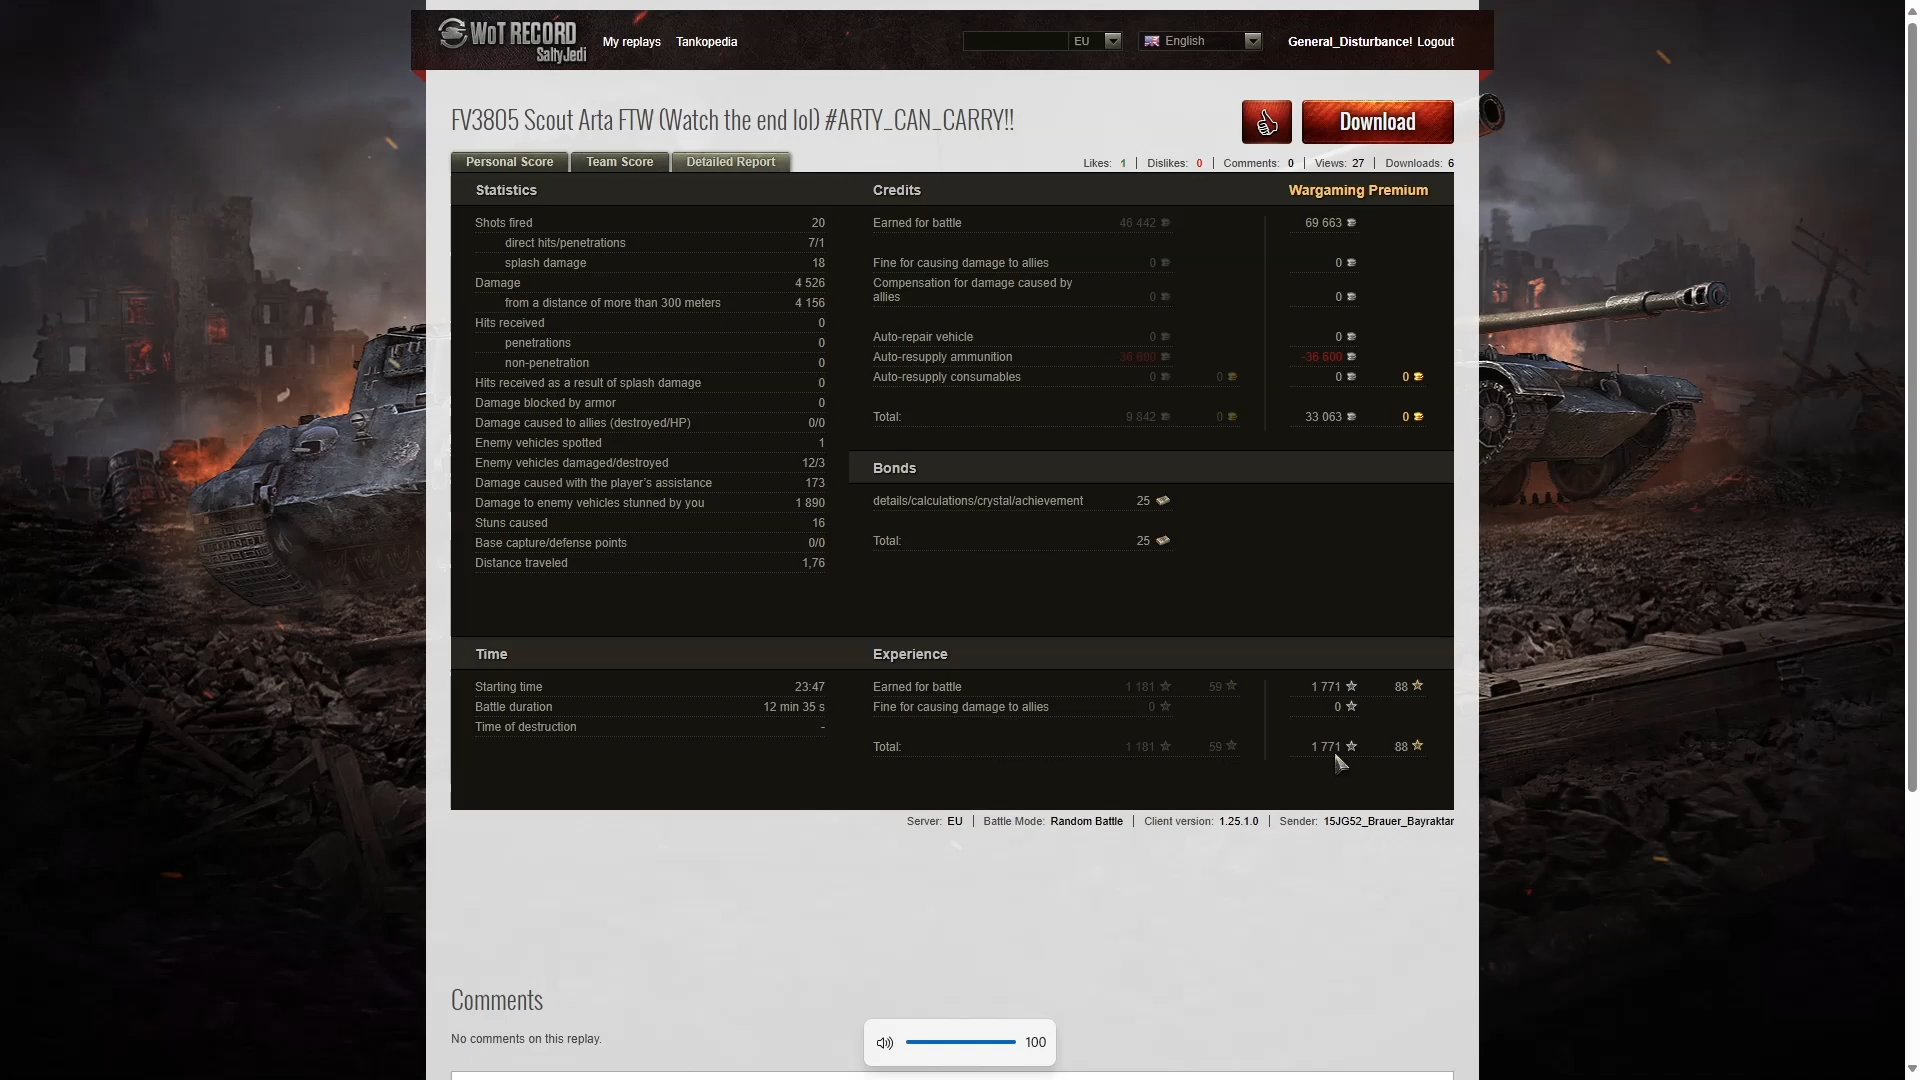 WoT RECORD
SaltyJedi
My replays Tankopedia
EU
English
General_Disturbance! Logout
FV3805 Scout Arta FTW (Watch the end lol) #ARTY_CAN_CARRY!!
Download
Personal Score Team Score Detailed Report
Likes: 1 | Dislikes: 0 | Comments: 0 | Views: 27 | Downloads: 6
Statistics
Shots fired 20
direct hits/penetrations 7/1
splash damage 18
Damage 4 526
from a distance of more than 300 meters 4 156
Hits received 0
penetrations 0
non-penetration 0
Hits received as a result of splash damage 0
Damage blocked by armor 0
Damage caused to allies (destroyed/HP) 0/0
Enemy vehicles spotted 1
Enemy vehicles damaged/destroyed 12/3
Damage caused with the player's assistance 173
Damage to enemy vehicles stunned by you 1 890
Stuns caused 16
Base capture/defense points 0/0
Distance traveled 1,76
Credits Wargaming Premium
Earned for battle 46 442 69 663
Fine for causing damage to allies 0 0
Compensation for damage caused by
allies 0 0
Auto-repair vehicle 0 0
Auto-resupply ammunition 36 600 -36 600
Auto-resupply consumables 0 0 0 0
Total: 9 842 0 33 063 0
Bonds
details/calculations/crystal/achievement 25
Total: 25
Time
Starting time 23:47
Battle duration 12 min 35 s
Time of destruction -
Experience
Earned for battle 1 181 59 1 771 88
Fine for causing damage to allies 0 0
Total: 1 181 59 1 771 88
Server: EU | Battle Mode: Random Battle | Client version: 1.25.1.0 | Sender: 15JG52_Brauer_Bayraktar
Comments
No comments on this replay.
100